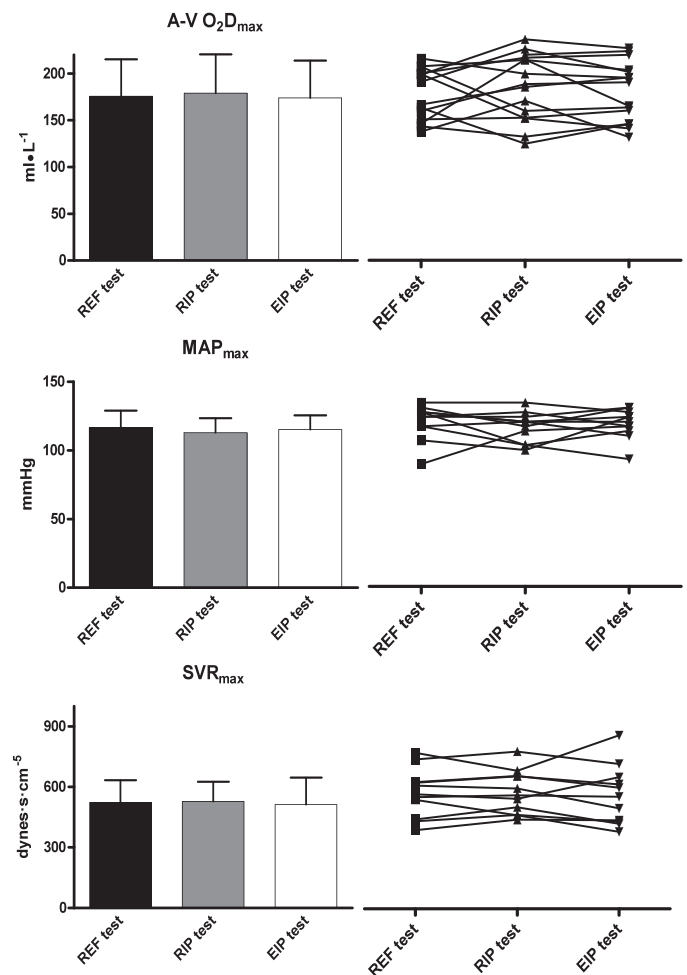 A-V O₂Dmax
ml•L⁻¹
200
150
100
50
0
REF test
RIP test
EIP test
REF test
RIP test
EIP test
MAPmax
mmHg
150
100
50
0
REF test
RIP test
EIP test
REF test
RIP test
EIP test
SVRmax
dynes·s·cm⁻⁵
900
600
300
0
REF test
RIP test
EIP test
REF test
RIP test
EIP test